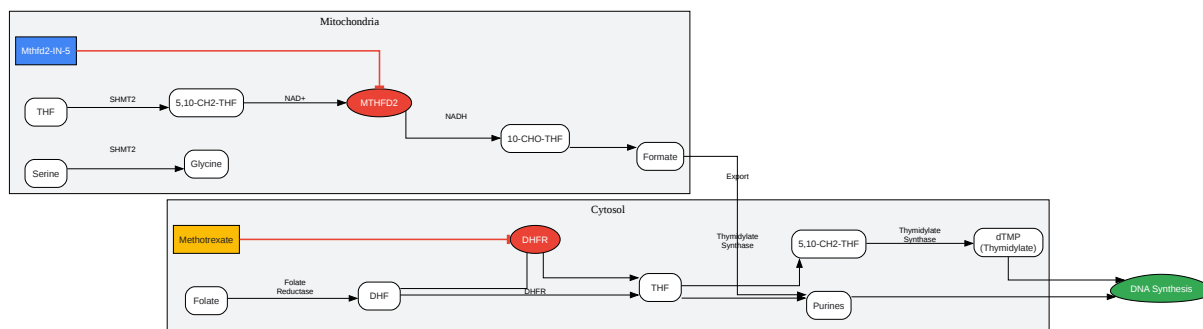 Mitochondria
Mthfd2-IN-5
THF
SHMT2
5,10-CH2-THF
NAD+
MTHFD2
NADH
10-CHO-THF
Formate
Serine
SHMT2
Glycine
Export
Cytosol
Methotrexate
DHFR
Thymidylate
Synthase
5,10-CH2-THF
Thymidylate
Synthase
dTMP
(Thymidylate)
Folate
Folate
Reductase
DHF
DHFR
THF
Purines
DNA Synthesis